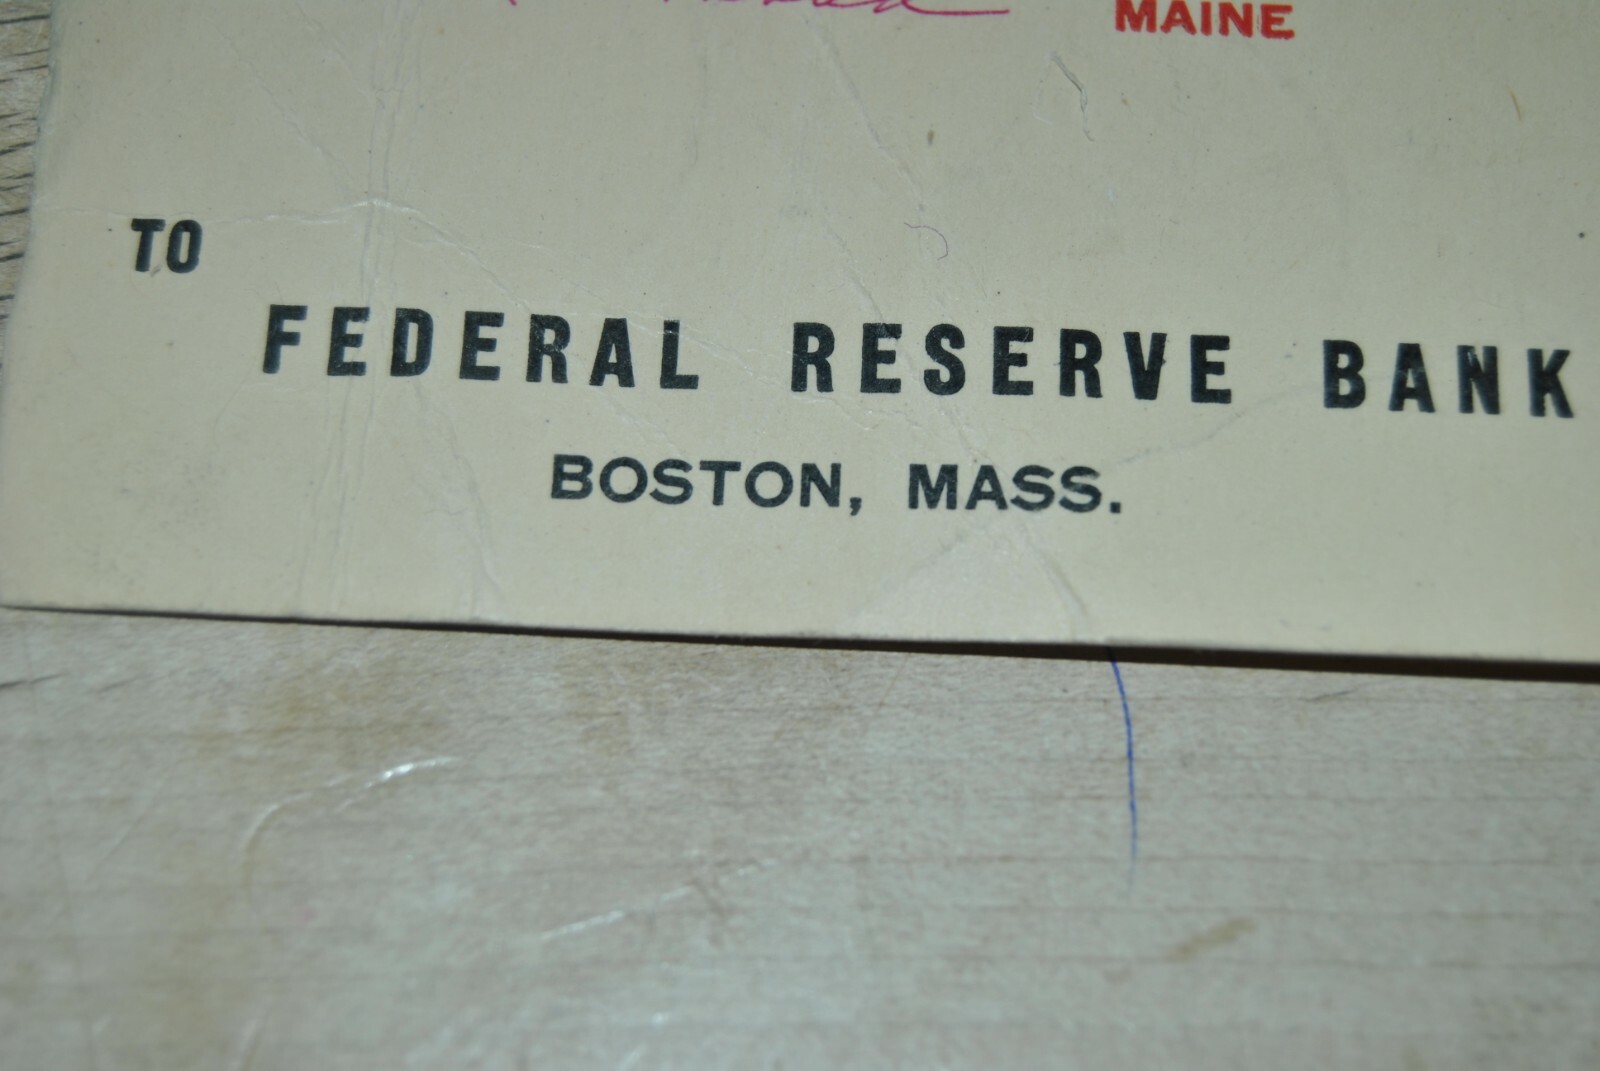 MAINE
TO
FEDERAL RESERVE BANK
BOSTON, MASS.